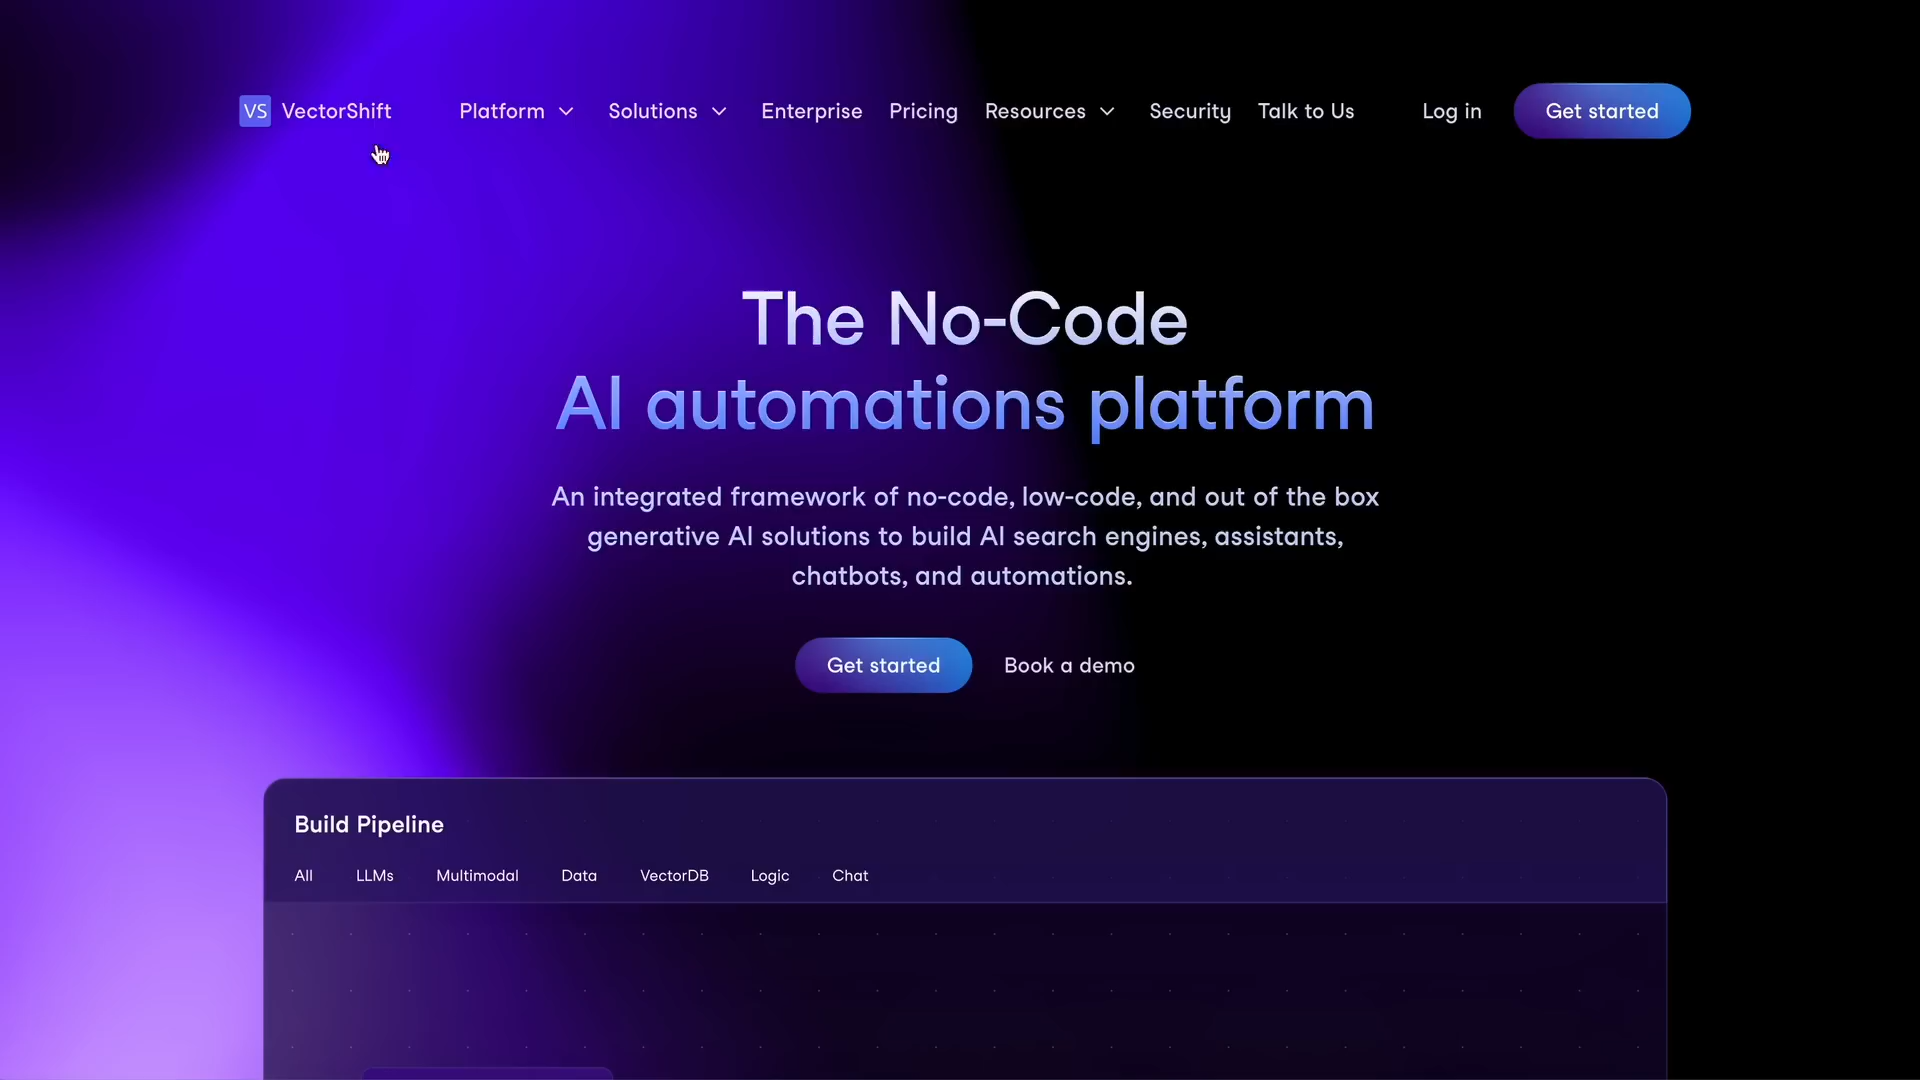 VS VectorShift Platform Solutions Enterprise Pricing Resources Security Talk to Us Log in Get started
The No-Code
AI automations platform
An integrated framework of no-code, low-code, and out of the box
generative AI solutions to build AI search engines, assistants,
chatbots, and automations.
Get started Book a demo
Build Pipeline
All LLMs Multimodal Data VectorDB Logic Chat